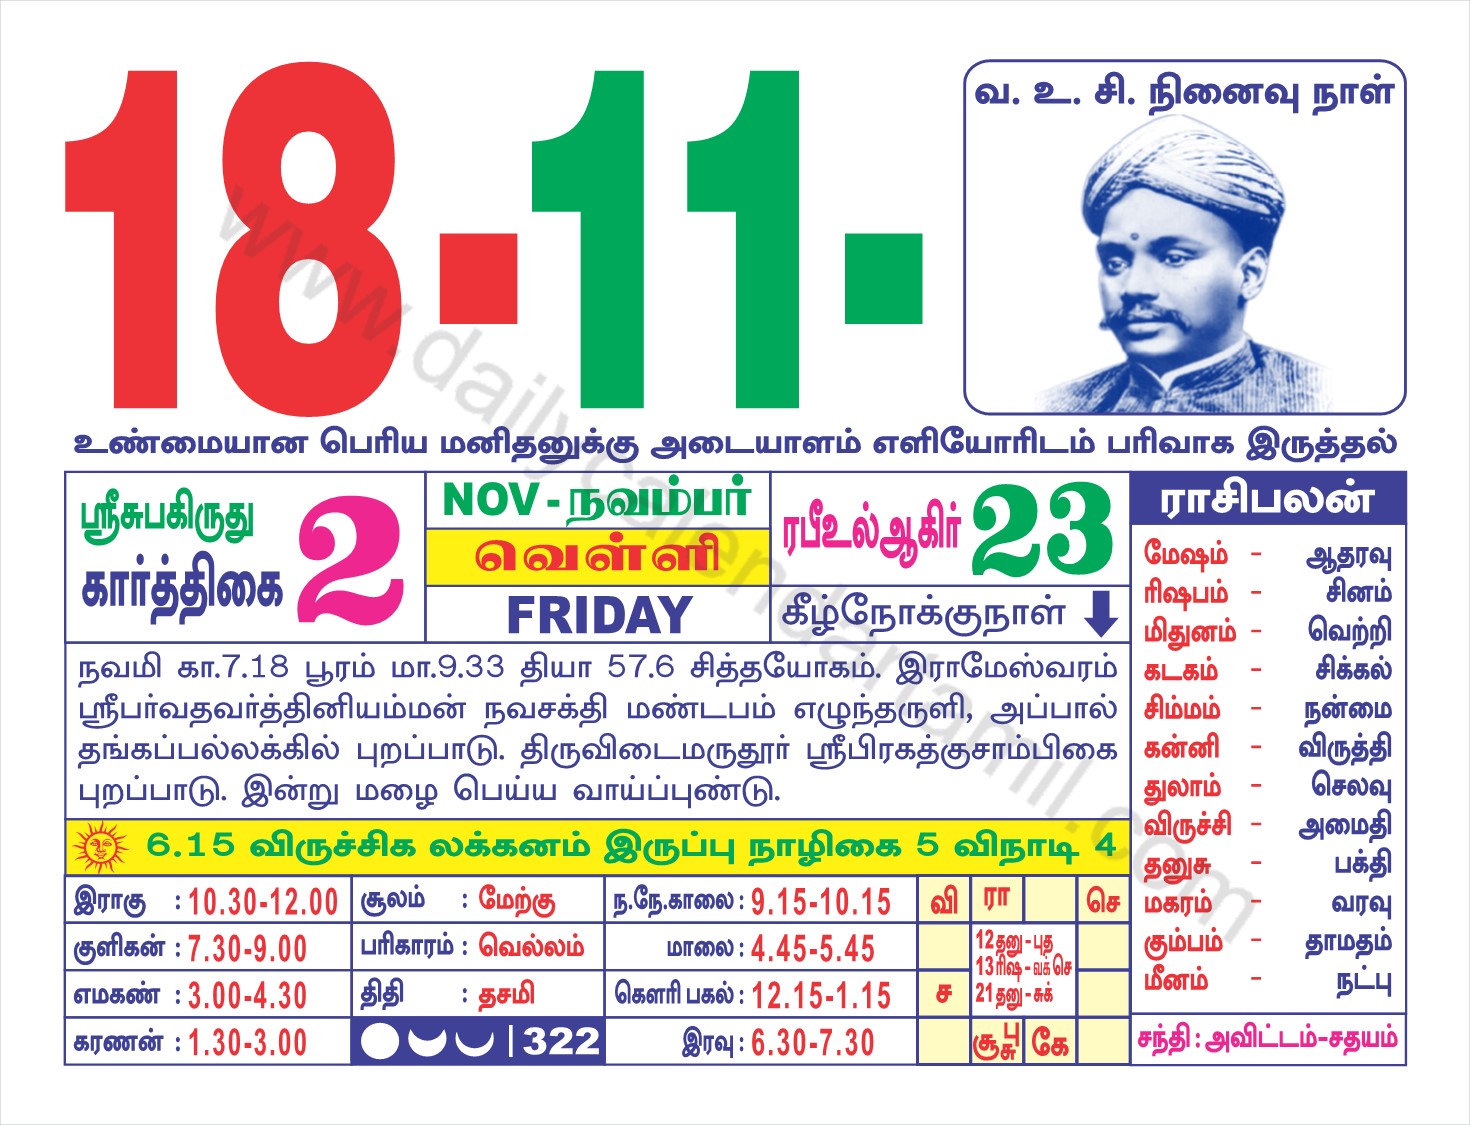 18-11-
வ. உ. சி. நினைவு நாள்
உண்மையான பெரிய மனிதனுக்கு அடையாளம் எளியோரிடம் பரிவாக இருத்தல்
ஸ்ரீசுபகிருது
கார்த்திகை 2
NOV - நவம்பர்
வெள்ளி
FRIDAY
ரபீஉல்ஆகிர் 23
கீழ்நோக்குநாள்
நவமி கா.7.18 பூரம் மா.9.33 தியா 57.6 சித்தயோகம். இராமேஸ்வரம்
ஸ்ரீபர்வதவர்த்தினியம்மன் நவசக்தி மண்டபம் எழுந்தருளி, அப்பால்
தங்கப்பல்லக்கில் புறப்பாடு. திருவிடைமருதூர் ஸ்ரீபிரகத்குசாம்பிகை
புறப்பாடு. இன்று மழை பெய்ய வாய்ப்புண்டு.
6.15 விருச்சிக லக்கனம் இருப்பு நாழிகை 5 விநாடி 4
இராகு : 10.30-12.00
குளிகன் : 7.30-9.00
எமகண் : 3.00-4.30
கரணன் : 1.30-3.00
சூலம் : மேற்கு
பரிகாரம் : வெல்லம்
திதி : தசமி
322
ந.நே.காலை : 9.15-10.15
மாலை : 4.45-5.45
கௌரி பகல் : 12.15-1.15
இரவு : 6.30-7.30
வி ரா செ
12 தனு - புத
13 ரிஷ - வக் செ
21 தனு - சுக்
ச
சூ பு சு கே
ராசிபலன்
மேஷம் - ஆதரவு
ரிஷபம் - சினம்
மிதுனம் - வெற்றி
கடகம் - சிக்கல்
சிம்மம் - நன்மை
கன்னி - விருத்தி
துலாம் - செலவு
விருச்சி - அமைதி
தனுசு - பக்தி
மகரம் - வரவு
கும்பம் - தாமதம்
மீனம் - நட்பு
சந்தி : அவிட்டம்-சதயம்
www.dailycalendartamil.com